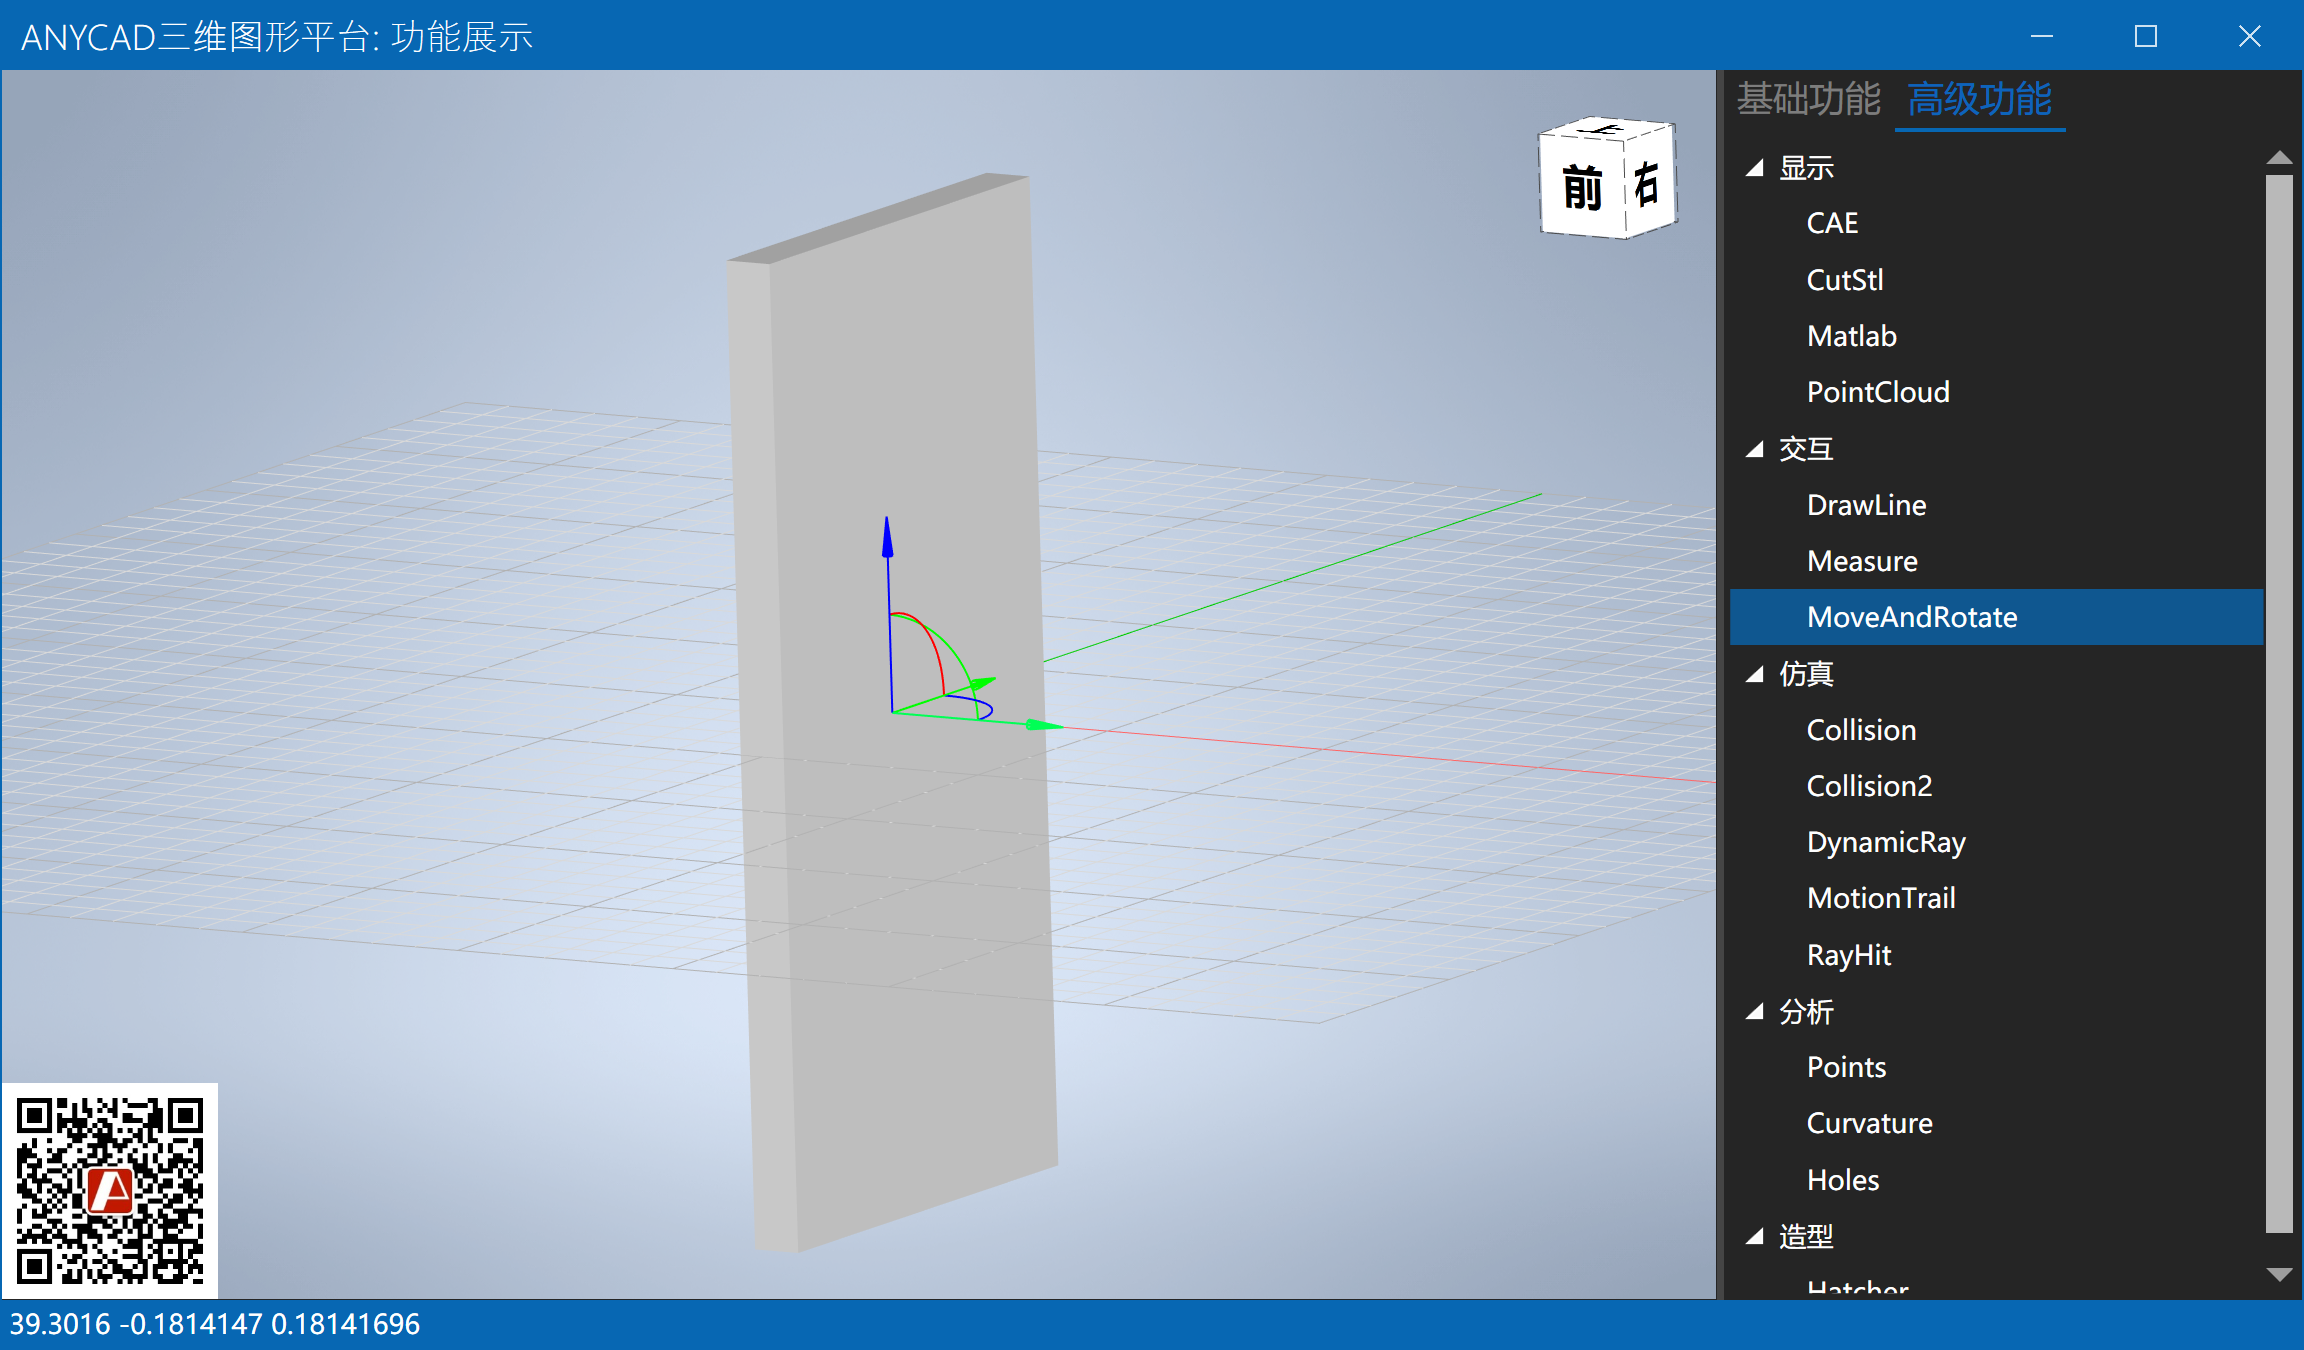 ANYCAD三维图形平台: 功能展示
基础功能 高级功能
上
前 右
显示
CAE
CutStl
Matlab
PointCloud
交互
DrawLine
Measure
MoveAndRotate
仿真
Collision
Collision2
DynamicRay
MotionTrail
RayHit
分析
Points
Curvature
Holes
造型
Hatcher
39.3016 -0.1814147 0.18141696